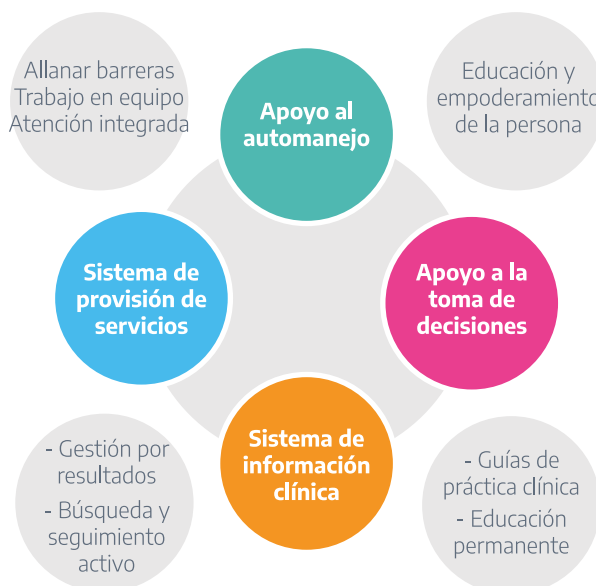 Allanar barreras
Trabajo en equipo
Atención integrada
Apoyo al
automanejo
Educación y
empoderamiento
de la persona
Sistema de
provisión de
servicios
Apoyo a la
toma de
decisiones
- Gestión por
resultados
- Búsqueda y
seguimiento
activo
Sistema de
información
clínica
- Guías de
práctica clínica
- Educación
permanente